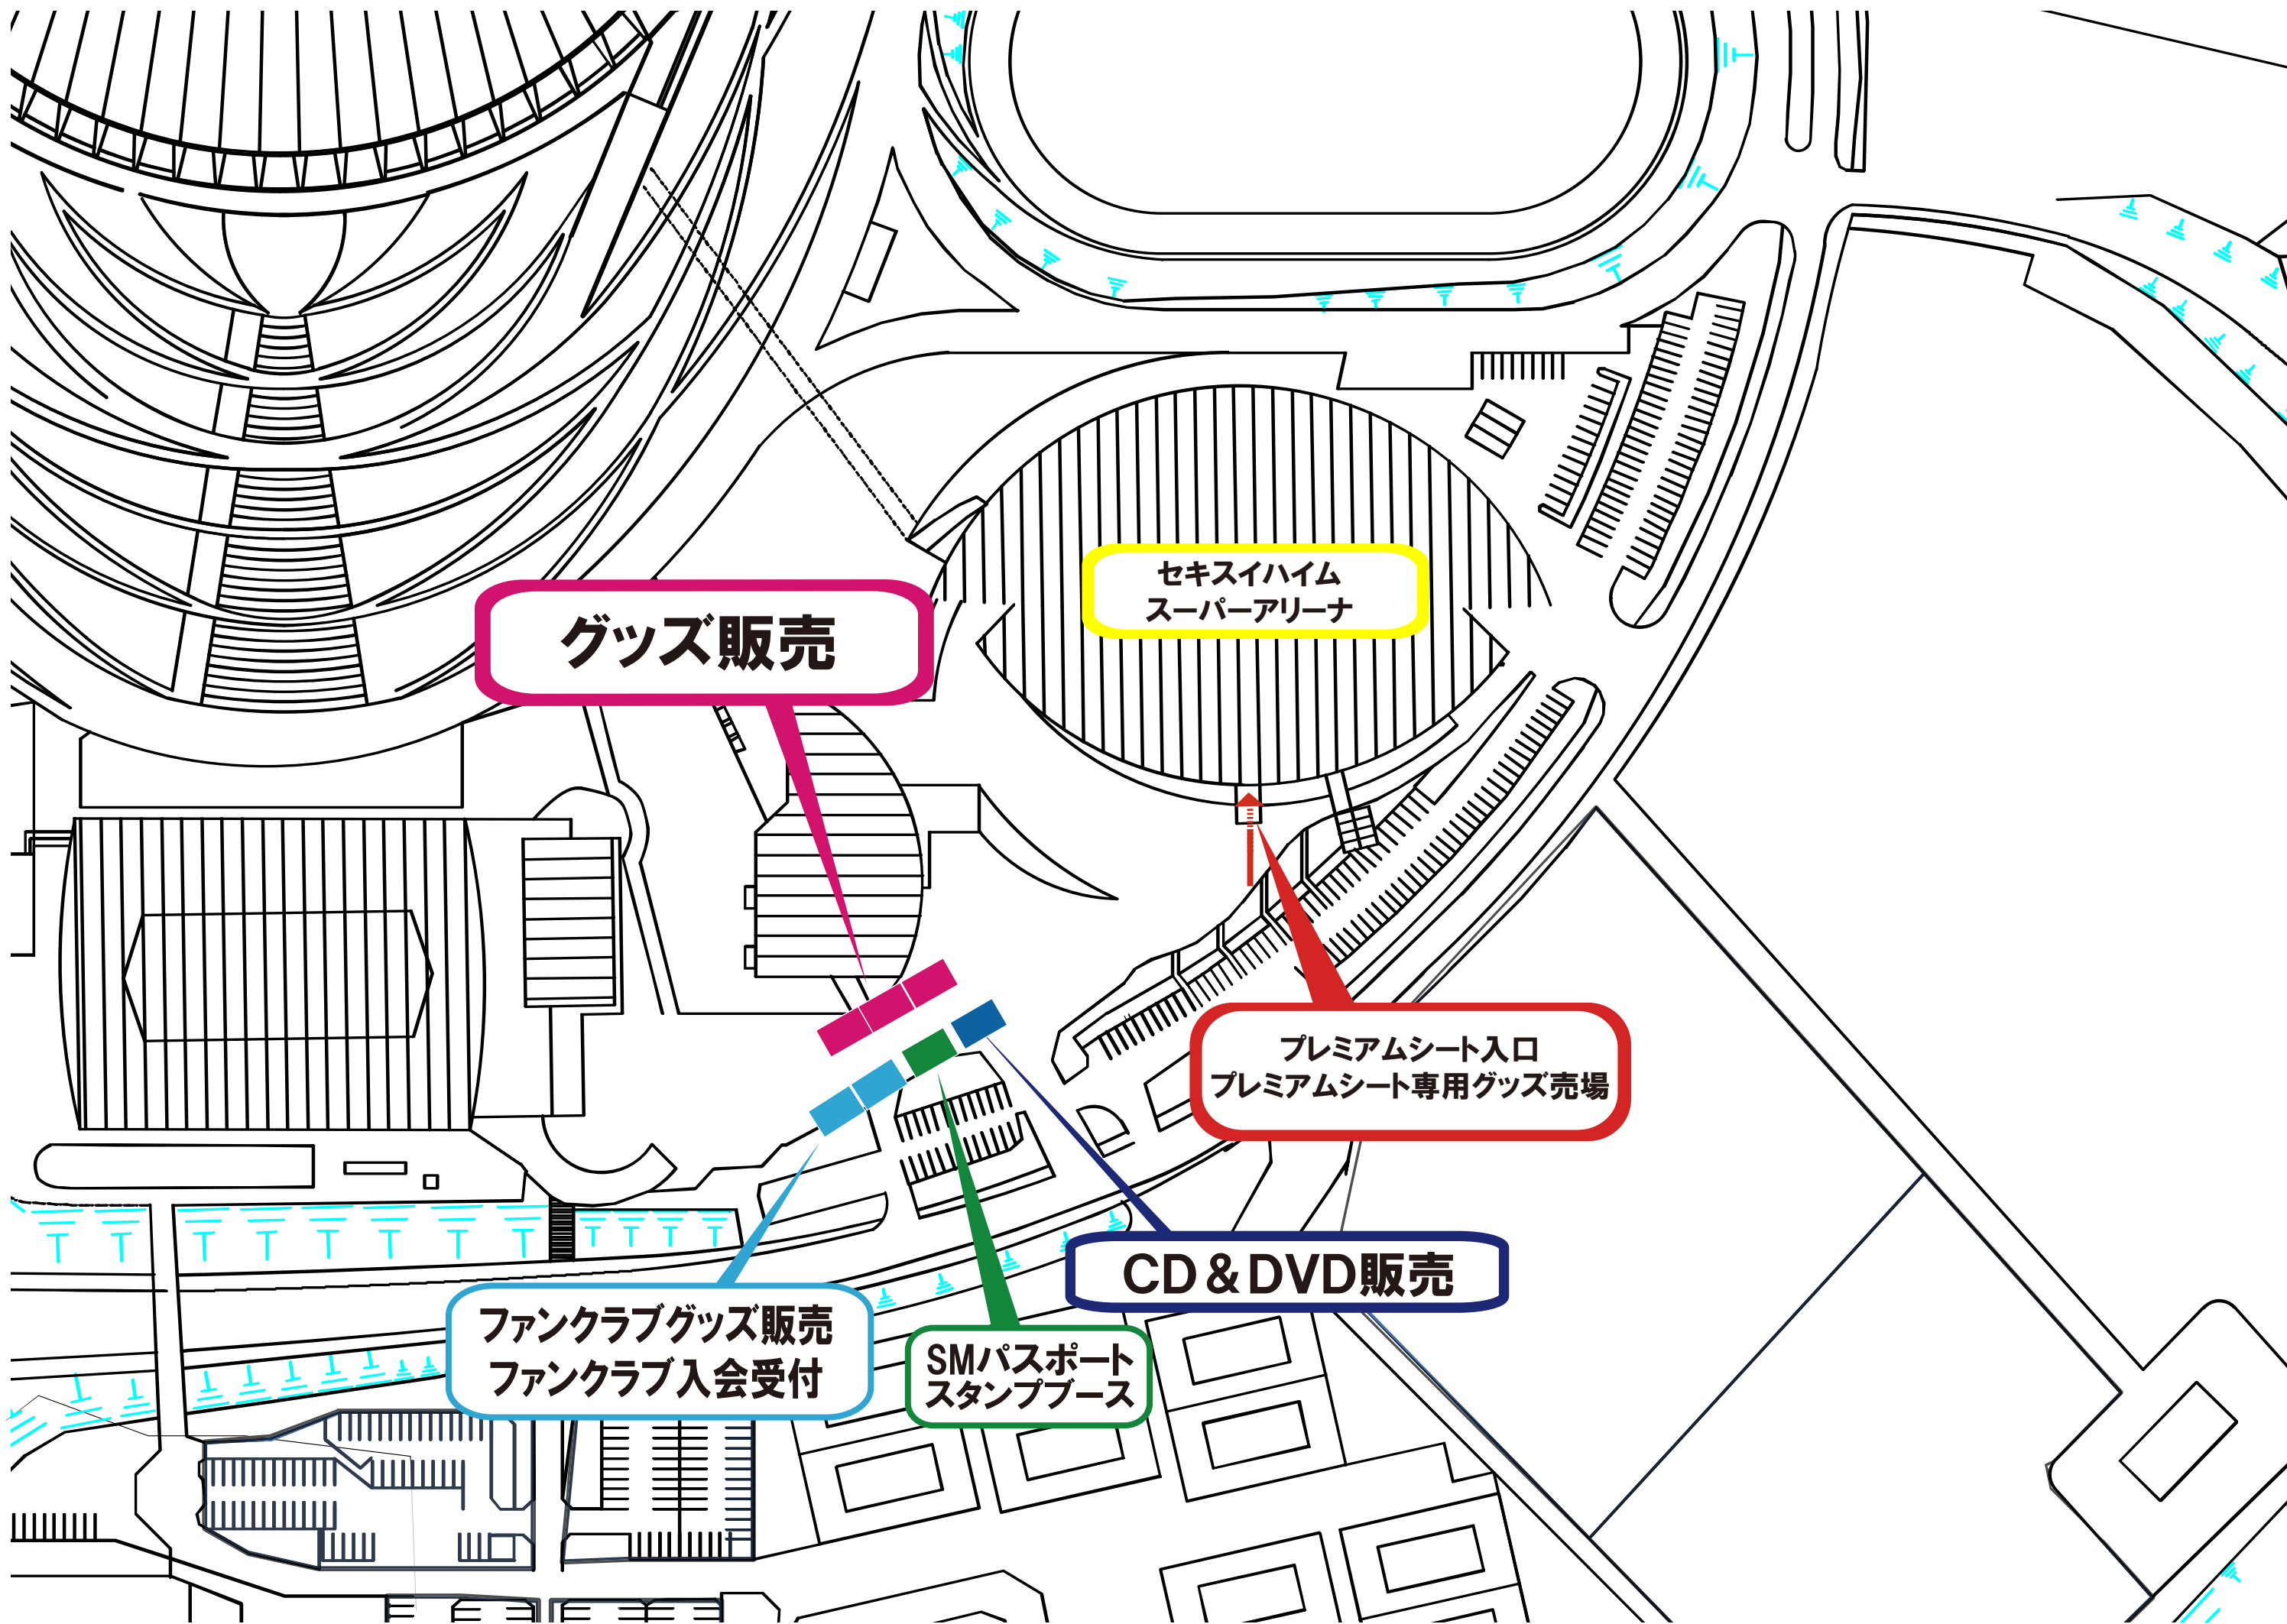 セキスイハイム
スーパーアリーナ
グッズ販売
プレミアムシート入口
プレミアムシート専用グッズ売場
CD&DVD販売
ファンクラブグッズ販売
ファンクラブ入会受付
SMパスポート
スタンプブース